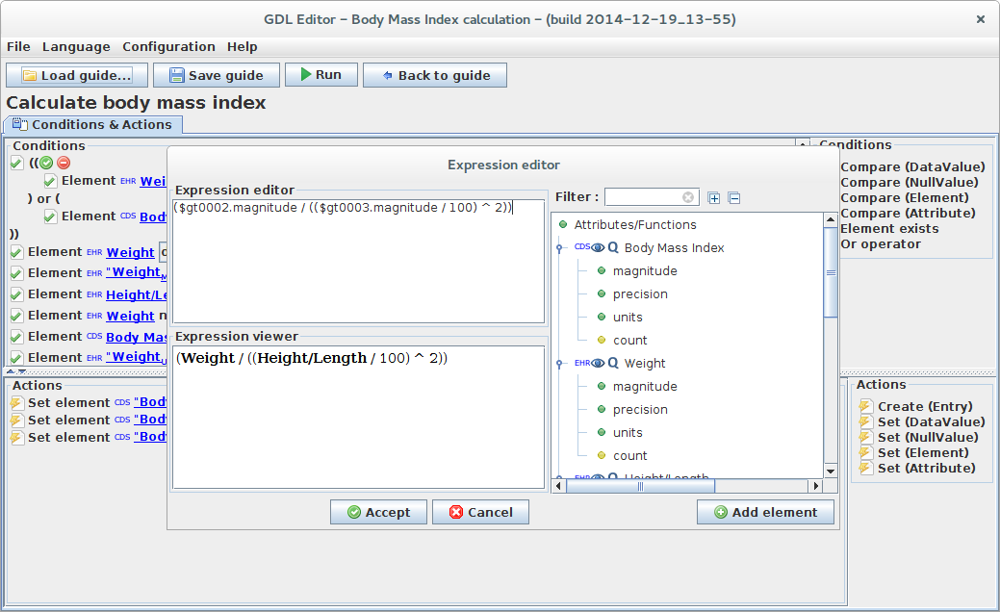 GDL Editor – Body Mass Index calculation – (build 2014-12-19_13-55)
File Language Configuration Help
Load guide... Save guide Run Back to guide
Calculate body mass index
Conditions & Actions
Conditions
((
Element EHR Wei
) or (
Element CDS Body
))
Element EHR Weight
Element EHR "Weight
Element EHR Height/Le
Element EHR Weight n
Element CDS Body Mas
Element EHR "Weight
Actions
Set element CDS "Body
Set element CDS "Body
Set element CDS "Body
Expression editor
Expression editor
($gt0002.magnitude / (($gt0003.magnitude / 100) ^ 2))
Expression viewer
(Weight / ((Height/Length / 100) ^ 2))
Filter :
Attributes/Functions
CDS Body Mass Index
magnitude
precision
units
count
EHR Weight
magnitude
precision
units
count
EHR Height/Length
Accept Cancel Add element
Conditions
Compare (DataValue)
Compare (NullValue)
Compare (Element)
Compare (Attribute)
Element exists
Or operator
Actions
Create (Entry)
Set (DataValue)
Set (NullValue)
Set (Element)
Set (Attribute)